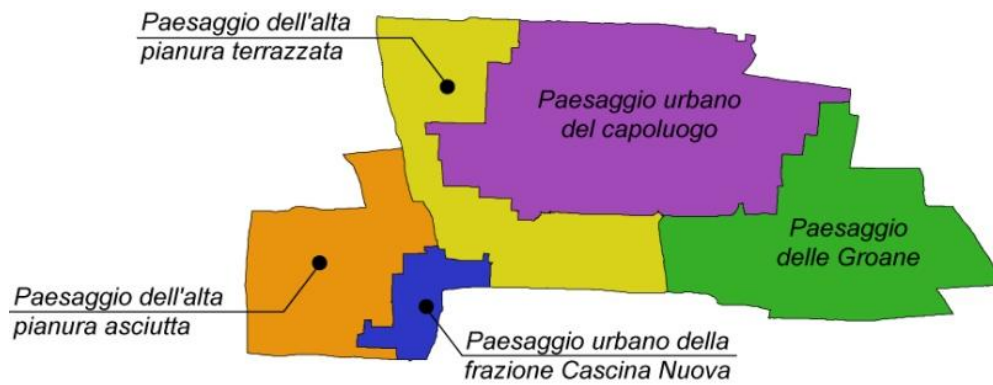 Paesaggio dell'alta
pianura terrazzata
Paesaggio urbano
del capoluogo
Paesaggio
delle Groane
Paesaggio dell'alta
pianura asciutta
Paesaggio urbano della
frazione Cascina Nuova